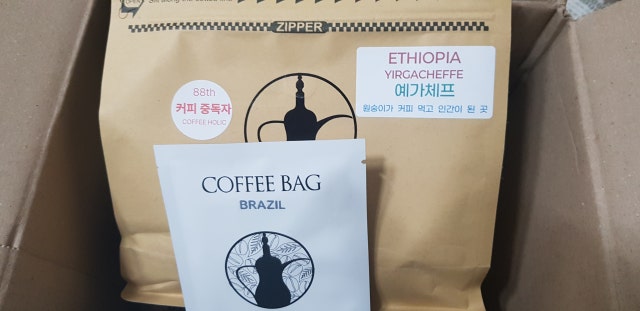 ZIPPER
ETHIOPIA
YIRGACHEFFE
예가체프
원숭이가 커피 먹고 인간이 된 곳
88th
커피 중독자
COFFEE HOLIC
COFFEE BAG
BRAZIL